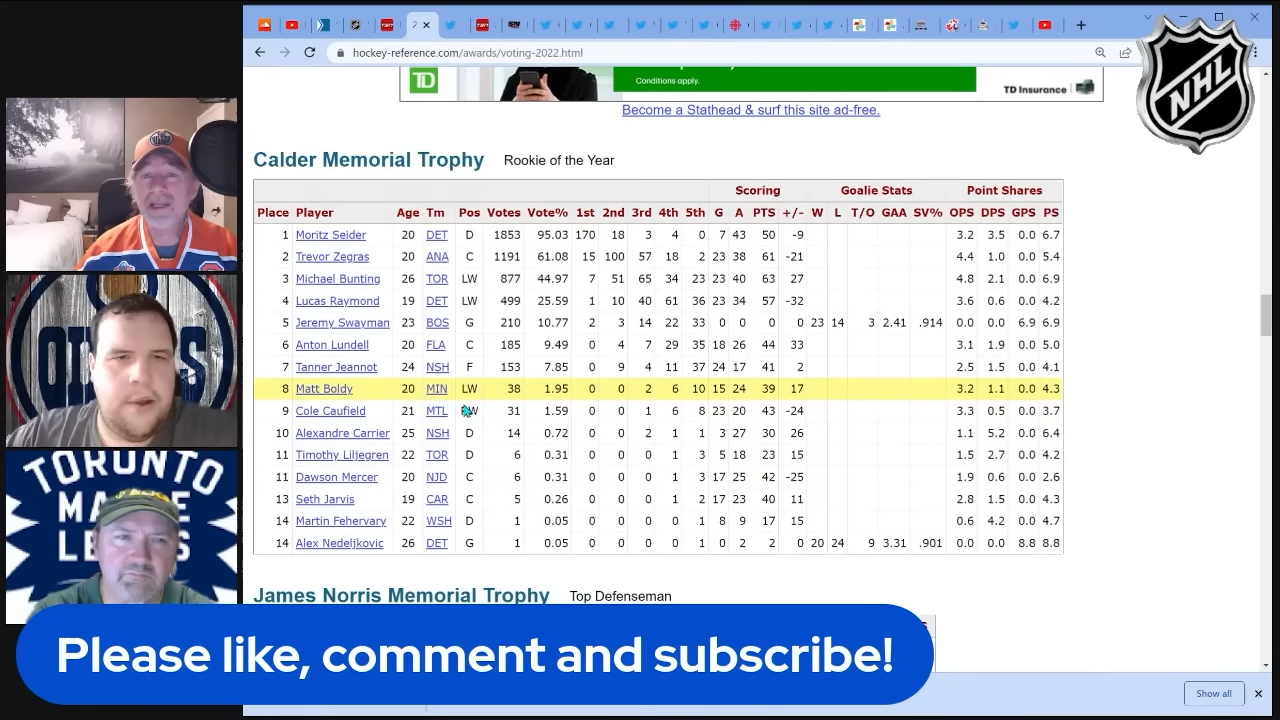 hockey-reference.com/awards/voting-2022.html
TD
Conditions apply.
TD Insurance
Become a Stathead & surf this site ad-free.
NHL
Calder Memorial Trophy Rookie of the Year
Scoring Goalie Stats Point Shares
Place Player Age Tm Pos Votes Vote% 1st 2nd 3rd 4th 5th G A PTS +/- W L T/O GAA SV% OPS DPS GPS PS
1 Moritz Seider 20 DET D 1853 95.03 170 18 3 4 0 7 43 50 -9 3.2 3.5 0.0 6.7
2 Trevor Zegras 20 ANA C 1191 61.08 15 100 57 18 2 23 38 61 -21 4.4 1.0 0.0 5.4
3 Michael Bunting 26 TOR LW 877 44.97 7 51 65 34 23 23 40 63 27 4.8 2.1 0.0 6.9
4 Lucas Raymond 19 DET LW 499 25.59 1 10 40 61 36 23 34 57 -32 3.6 0.6 0.0 4.2
5 Jeremy Swayman 23 BOS G 210 10.77 2 3 14 22 33 0 0 0 0 23 14 3 2.41 .914 0.0 0.0 6.9 6.9
6 Anton Lundell 20 FLA C 185 9.49 0 4 7 29 35 18 26 44 33 3.1 1.9 0.0 5.0
7 Tanner Jeannot 24 NSH F 153 7.85 0 9 4 11 37 24 17 41 2 2.5 1.5 0.0 4.1
8 Matt Boldy 20 MIN LW 38 1.95 0 0 2 6 10 15 24 39 17 3.2 1.1 0.0 4.3
9 Cole Caufield 21 MTL 31 1.59 0 0 1 6 8 23 20 43 -24 3.3 0.5 0.0 3.7
10 Alexandre Carrier 25 NSH D 14 0.72 0 0 2 1 1 3 27 30 26 1.1 5.2 0.0 6.4
11 Timothy Liljegren 22 TOR D 6 0.31 0 0 1 0 3 5 18 23 15 1.5 2.7 0.0 4.2
11 Dawson Mercer 20 NJD C 6 0.31 0 0 0 1 3 17 25 42 -25 1.9 0.6 0.0 2.6
13 Seth Jarvis 19 CAR C 5 0.26 0 0 0 1 2 17 23 40 11 2.8 1.5 0.0 4.3
14 Martin Fehervary 22 WSH D 1 0.05 0 0 0 0 1 8 9 17 15 0.6 4.2 0.0 4.7
14 Alex Nedeljkovic 26 DET G 1 0.05 0 0 0 0 1 0 2 2 0 20 24 9 3.31 .901 0.0 0.0 8.8 8.8
James Norris Memorial Trophy Top Defenseman
TORONTO
Please like, comment and subscribe!
Show all